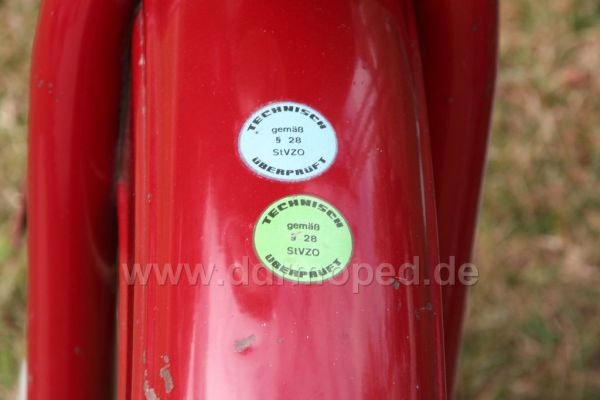 TECHNISCH
gemäß
§ 28
StVZO
ÜBERPRÜFT
TECHNISCH
gemäß
§ 28
StVZO
ÜBERPRÜFT
www.ddrmoped.de